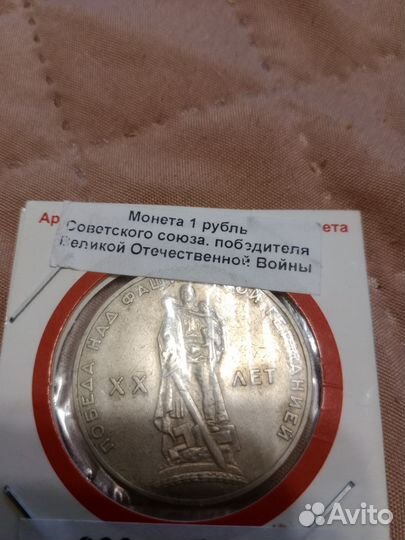 Монета 1 рубль
Советского союза. победителя
Великой Отечественной Войны
ПОБЕДА НАД ФАШ ГЕРМАНИЕЙ
XX ЛЕТ
Avito